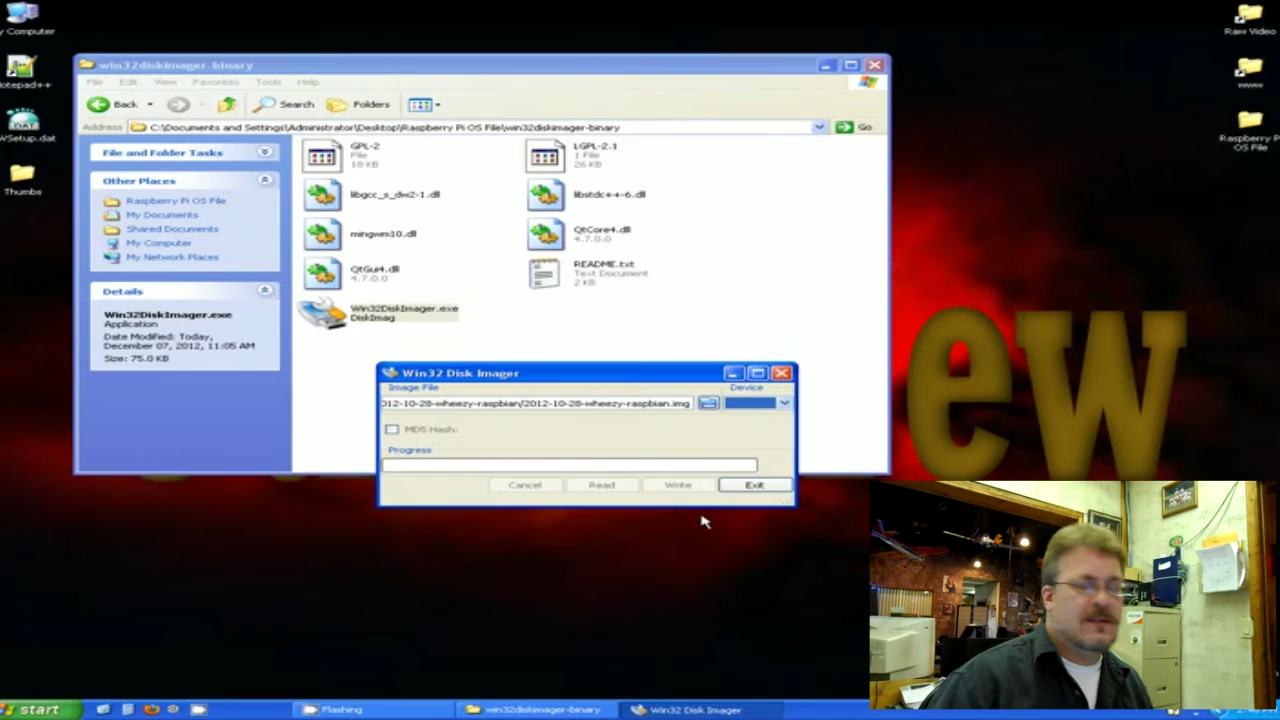 y Computer
otepad++
WSetup.dat
Thumbs
Raw Video
www
Raspberry P
OS File
win32diskimager-binary
File Edit View Favorites Tools Help
Back Search Folders
Address C:\Documents and Settings\Administrator\Desktop\Raspberry Pi OS File\win32diskimager-binary Go
File and Folder Tasks
Other Places
Raspberry Pi OS File
My Documents
Shared Documents
My Computer
My Network Places
Details
Win32DiskImager.exe
Application
Date Modified: Today,
December 07, 2012, 11:05 AM
Size: 75.0 KB
GPL-2
File
18 KB
LGPL-2.1
1 File
26 KB
libgcc_s_dw2-1.dll
libstdc++-6.dll
mingwm10.dll
QtCore4.dll
4.7.0.0
QtGui4.dll
4.7.0.0
README.txt
Text Document
2 KB
Win32DiskImager.exe
DiskImag
Win32 Disk Imager
Image File
Device
012-10-28-wheezy-raspbian/2012-10-28-wheezy-raspbian.img
MD5 Hash:
Progress
Cancel Read Write Exit
ew
start
Flashing
win32diskimager-binary
Win32 Disk Imager